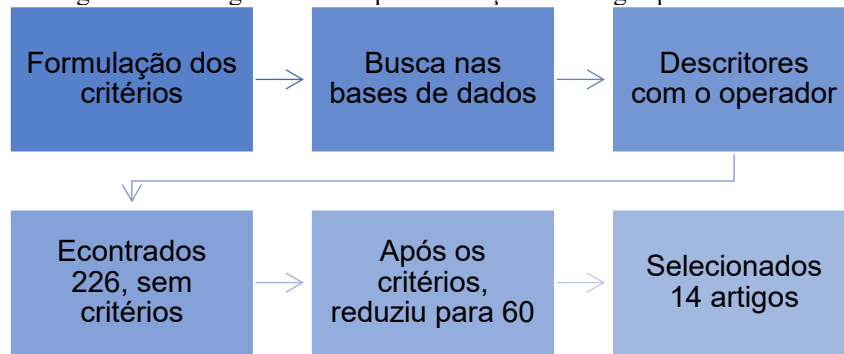 Formulação dos
critérios
Busca nas
bases de dados
Descritores
com o operador
Econtrados
226, sem
critérios
Após os
critérios,
reduziu para 60
Selecionados
14 artigos